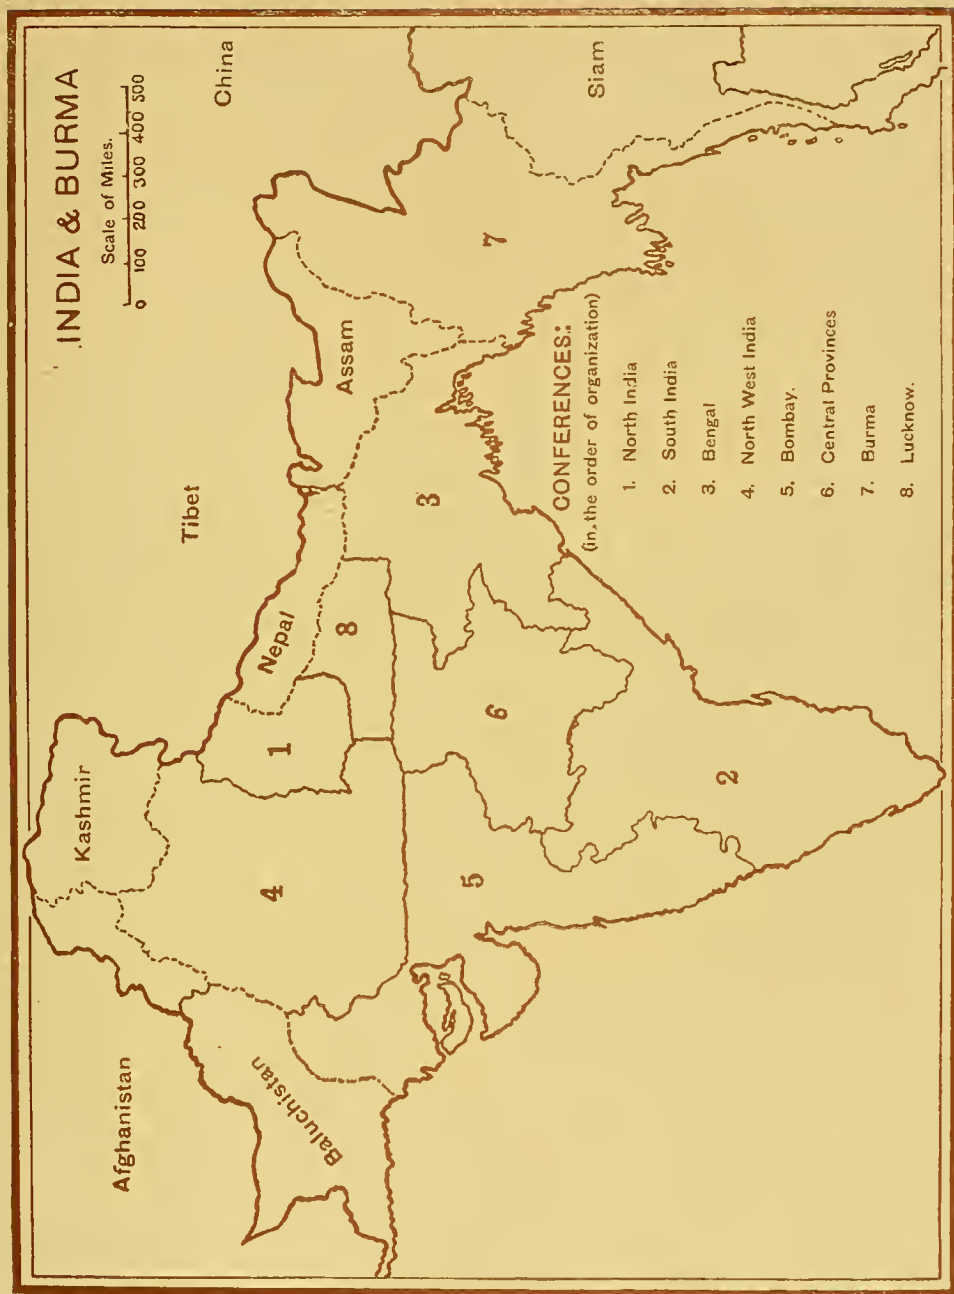 INDIA & BURMA
Scale of Miles.
0 100 200 300 400 500
Afghanistan
Kashmir
Tibet
China
Baluchistan
Nepal
Assam
Siam
1
2
3
4
5
6
7
8
CONFERENCES:
(in the order of organization)
1. North India
2. South India
3. Bengal
4. North West India
5. Bombay.
6. Central Provinces
7. Burma
8. Lucknow.